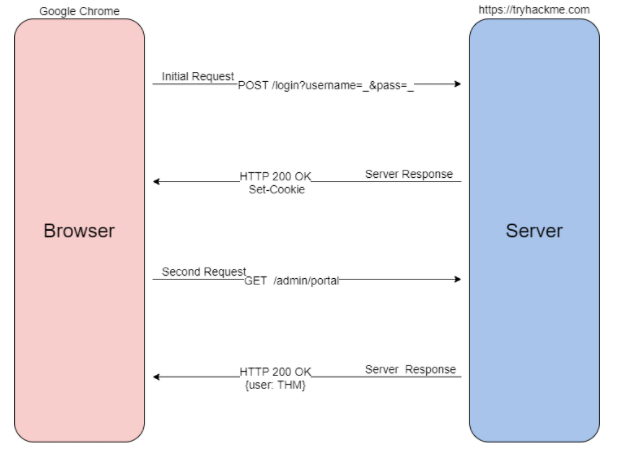 Google Chrome
https://tryhackme.com
Initial Request
POST /login?username=_&pass=_
HTTP 200 OK
Set-Cookie
Server Response
Browser
Server
Second Request
GET /admin/portal
HTTP 200 OK
{user: THM}
Server Response